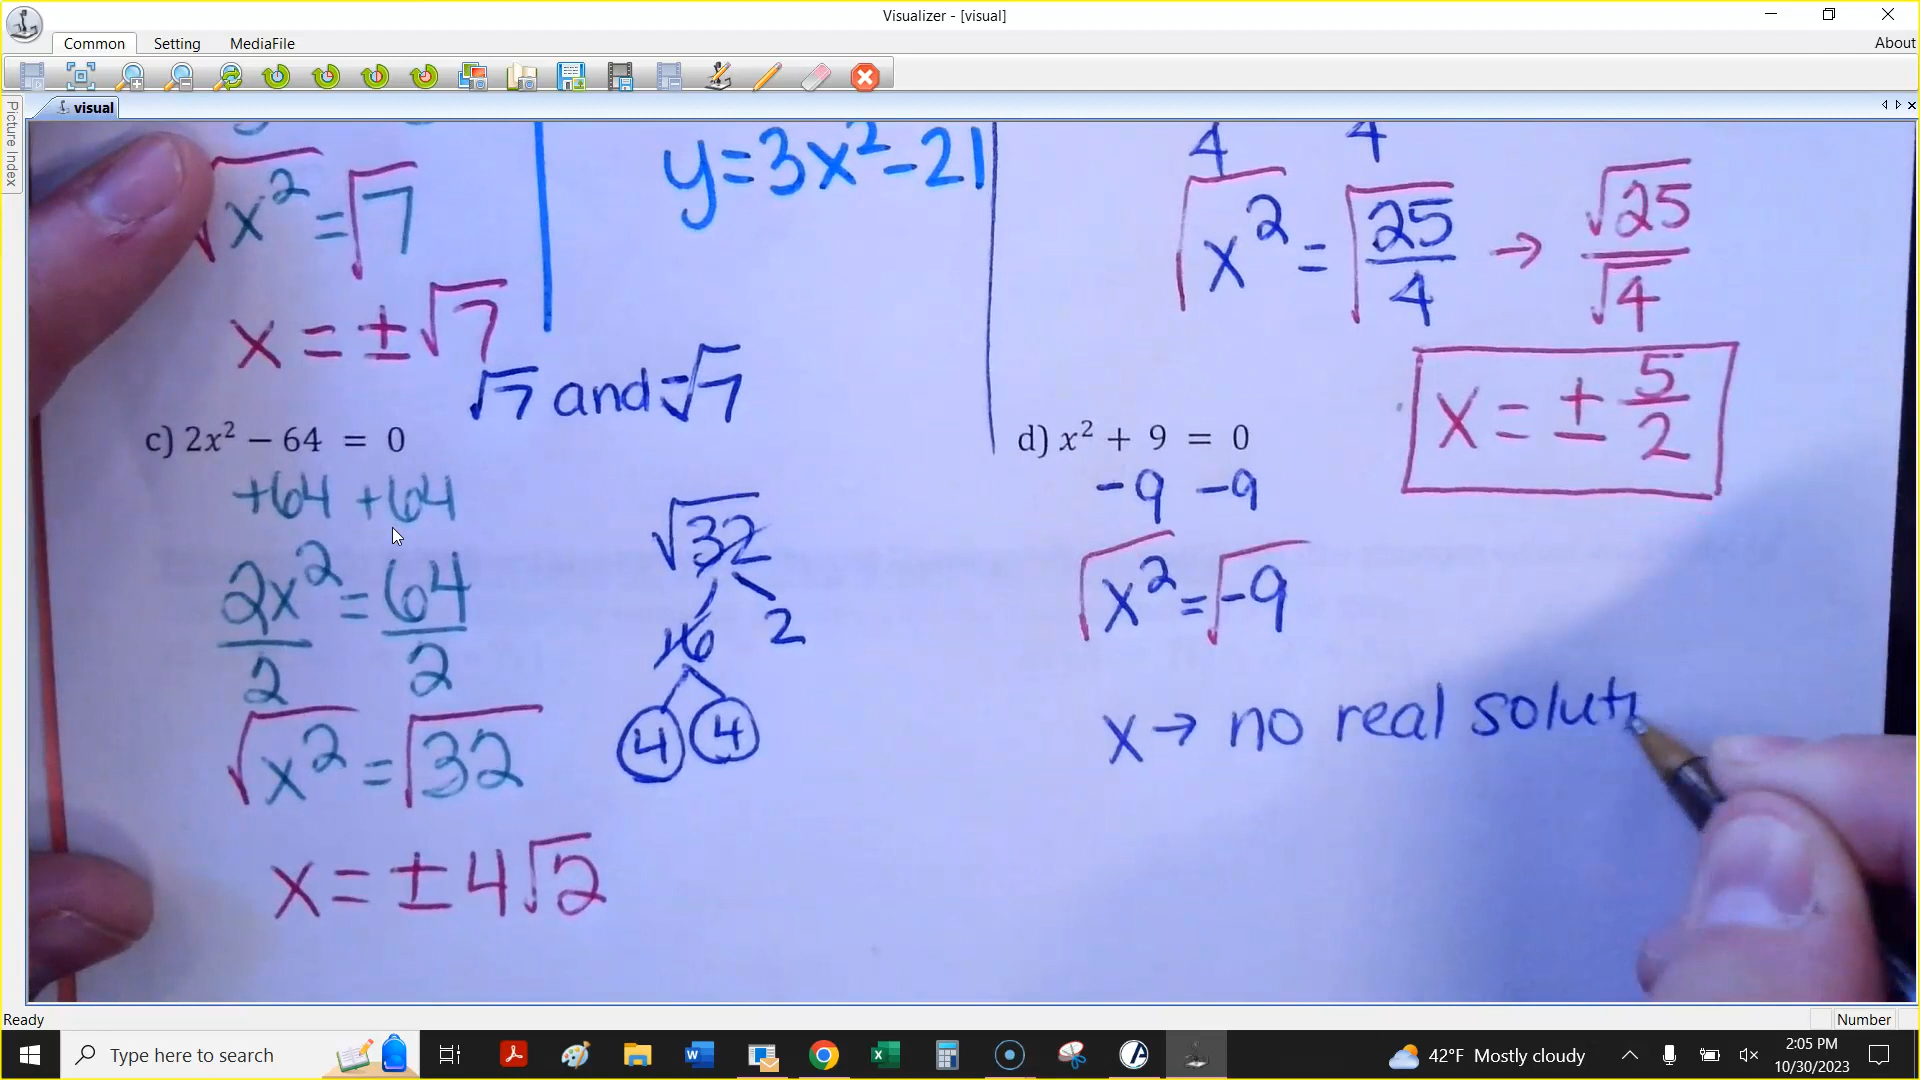 Visualizer - [visual]
Common Setting MediaFile
About
visual
Picture Index
√x² = √7
x = ±√7
√7 and -√7
y=3x²-21
4 4
√x² = √25/4 → √25/√4
x = ± 5/2
c) 2x² − 64 = 0
+64 +64
2x²/2 = 64/2
√x² = √32
x = ±4√2
√32
16 2
4 4
d) x² + 9 = 0
-9 -9
√x² = √-9
x → no real soluti
Ready
Number
Type here to search
42°F Mostly cloudy
2:05 PM
10/30/2023